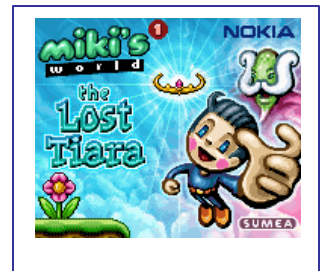 miki's
1
NOKIA
world
the
Lost
Tiara
SUMEA